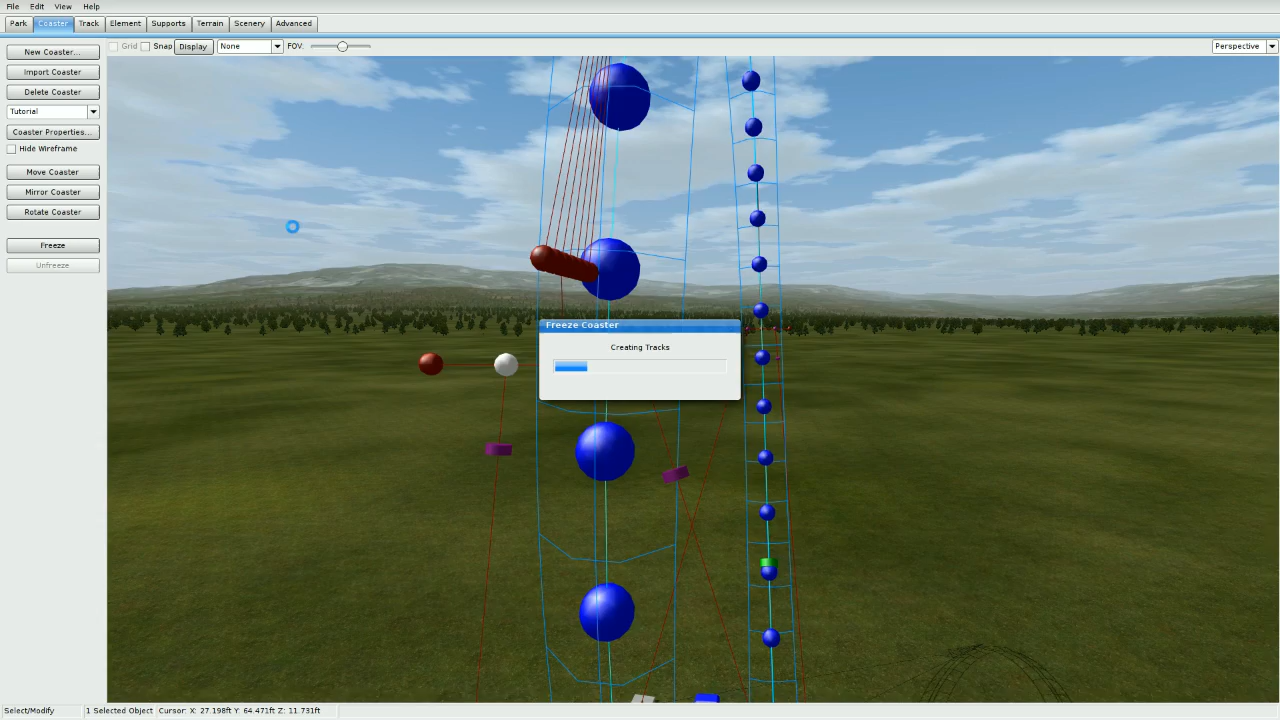 File Edit View Help
Park Coaster Track Element Supports Terrain Scenery Advanced
New Coaster... Grid Snap Display None FOV: Perspective
Import Coaster
Delete Coaster
Tutorial
Coaster Properties...
Hide Wireframe
Move Coaster
Mirror Coaster
Rotate Coaster
Freeze
Unfreeze
Freeze Coaster
Creating Tracks
Select/Modify 1 Selected Object Cursor: X: 27.198ft Y: 64.471ft Z: 11.731ft